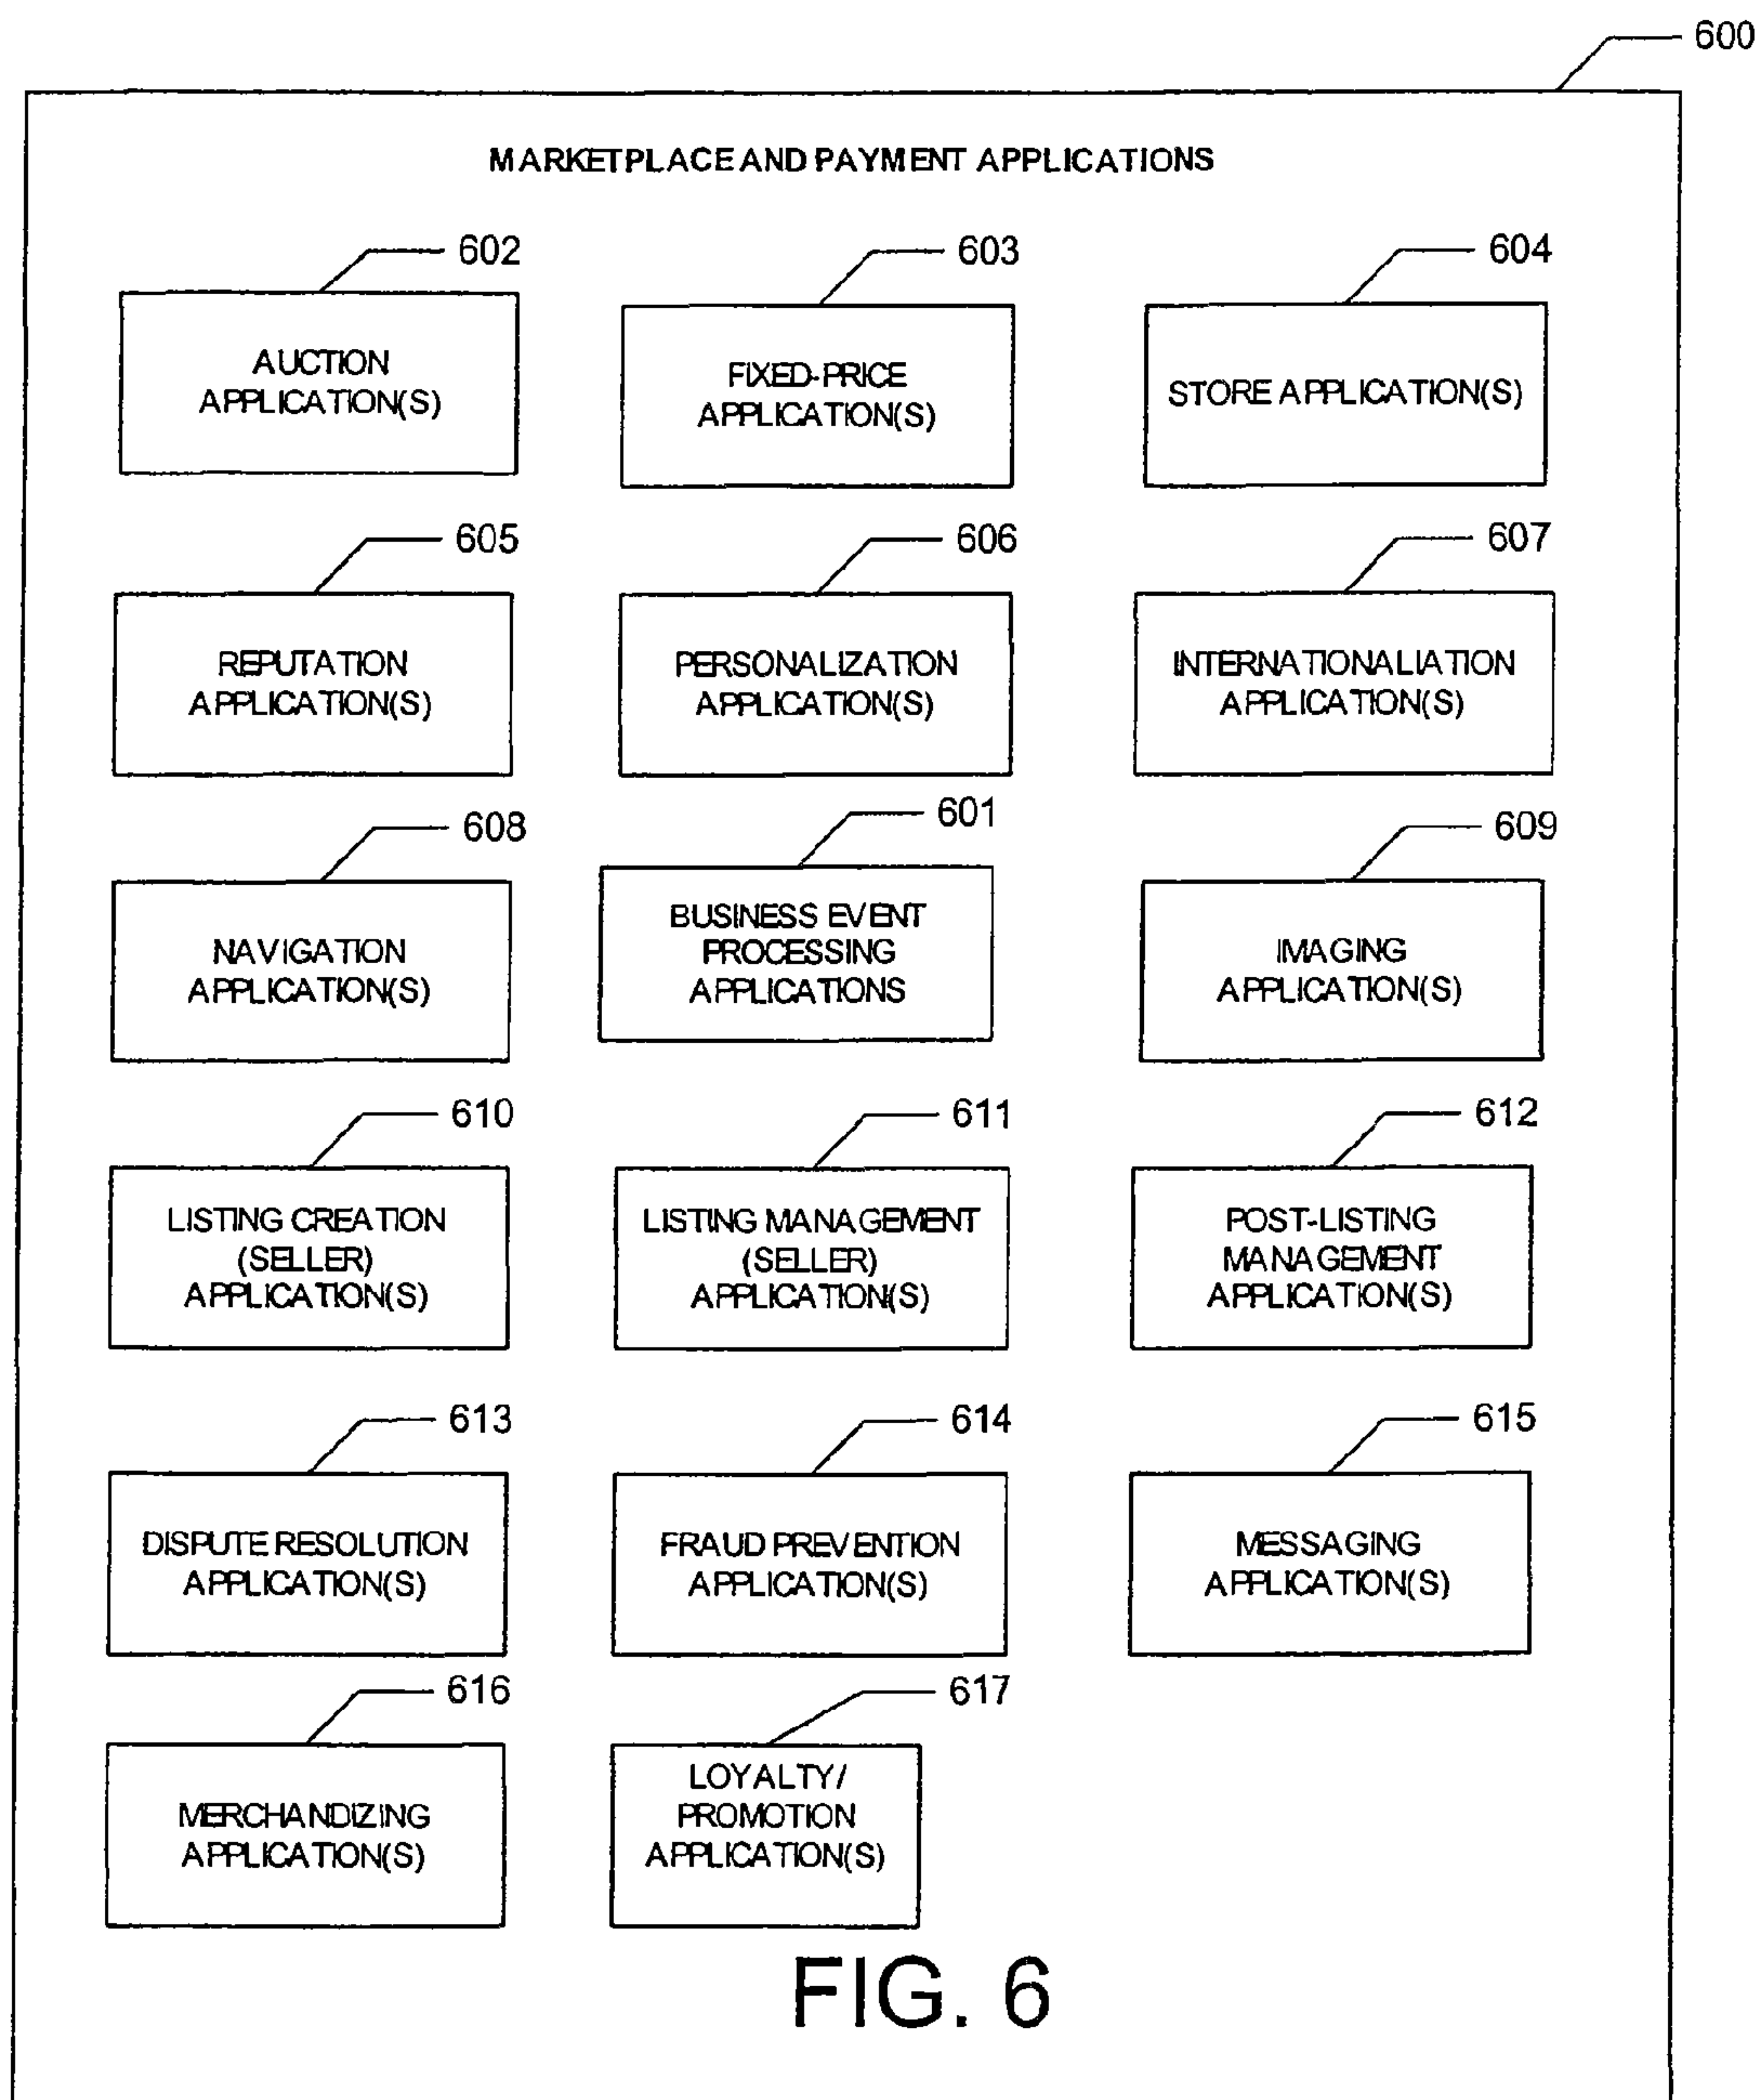 600
MARKETPLACE AND PAYMENT APPLICATIONS
602
603
604
AUCTION
APPLICATION(S)
FIXED-PRICE
APPLICATION(S)
STORE APPLICATION(S)
605
606
607
REPUTATION
APPLICATION(S)
PERSONALIZATION
APPLICATION(S)
INTERNATIONALIATION
APPLICATION(S)
608
601
609
NAVIGATION
APPLICATION(S)
BUSINESS EVENT
PROCESSING
APPLICATIONS
IMAGING
APPLICATION(S)
610
611
612
LISTING CREATION
(SELLER)
APPLICATION(S)
LISTING MANAGEMENT
(SELLER)
APPLICATION(S)
POST-LISTING
MANAGEMENT
APPLICATION(S)
613
614
615
DISPUTE RESOLUTION
APPLICATION(S)
FRAUD PREVENTION
APPLICATION(S)
MESSAGING
APPLICATION(S)
616
617
MERCHANDIZING
APPLICATION(S)
LOYALTY/
PROMOTION
APPLICATION(S)
FIG. 6